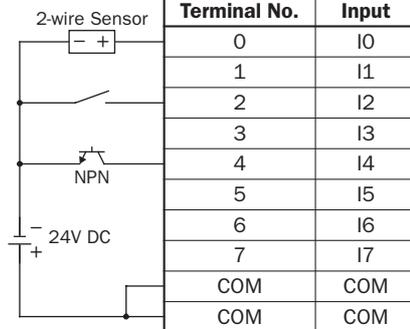 2-wire Sensor
− +
NPN
−
24V DC
+
Terminal No. Input
0 I0
1 I1
2 I2
3 I3
4 I4
5 I5
6 I6
7 I7
COM COM
COM COM